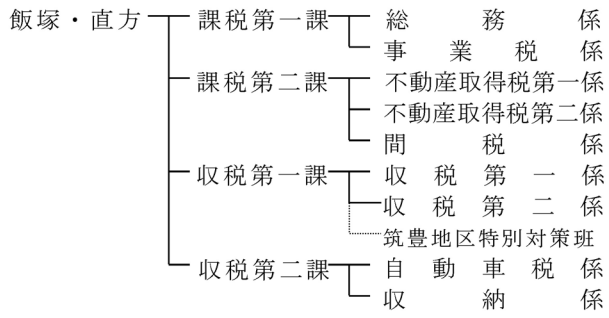 飯塚・直方 課税第一課 総務係
事業税係
課税第二課 不動産取得税第一係
不動産取得税第二係
間税係
収税第一課 収税第一係
収税第二係
筑豊地区特別対策班
収税第二課 自動車税係
収納係